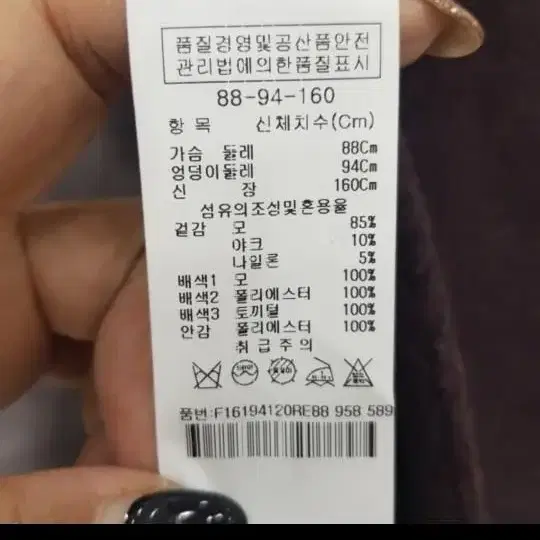 품질경영및공산품안전
관리법에의한품질표시
88-94-160
항 목 신체치수(Cm)
가슴 둘레 88Cm
엉덩이둘레 94Cm
신 장 160Cm
섬유의조성및혼용율
겉감 모 85%
야크 10%
나일론 5%
배색1 모 100%
배색2 폴리에스터 100%
배색3 토끼털 100%
안감 폴리에스터 100%
취급주의
품번:F16194120RE88 958 589